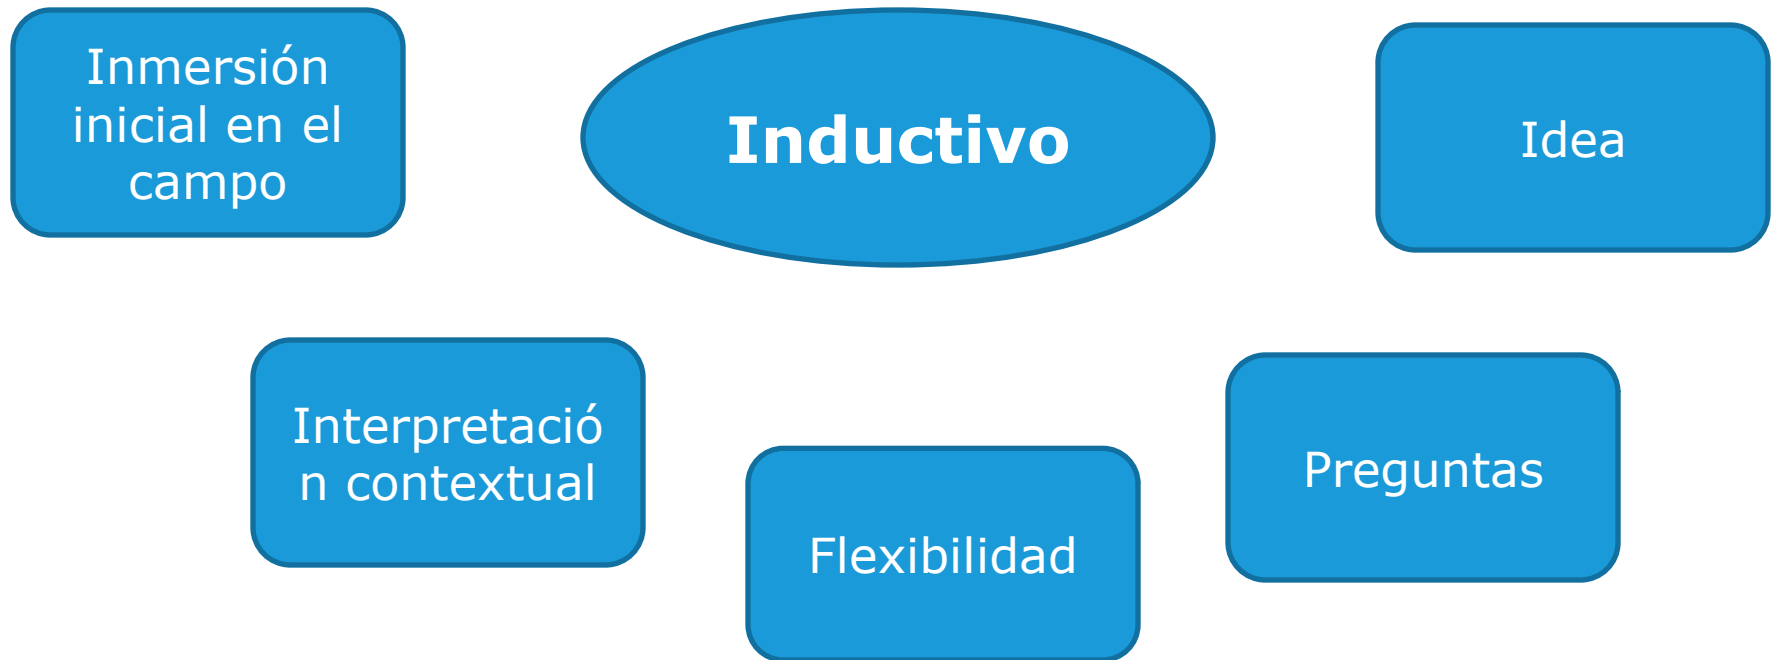 Inmersión
inicial en el
campo
Inductivo
Idea
Interpretació
n contextual
Flexibilidad
Preguntas